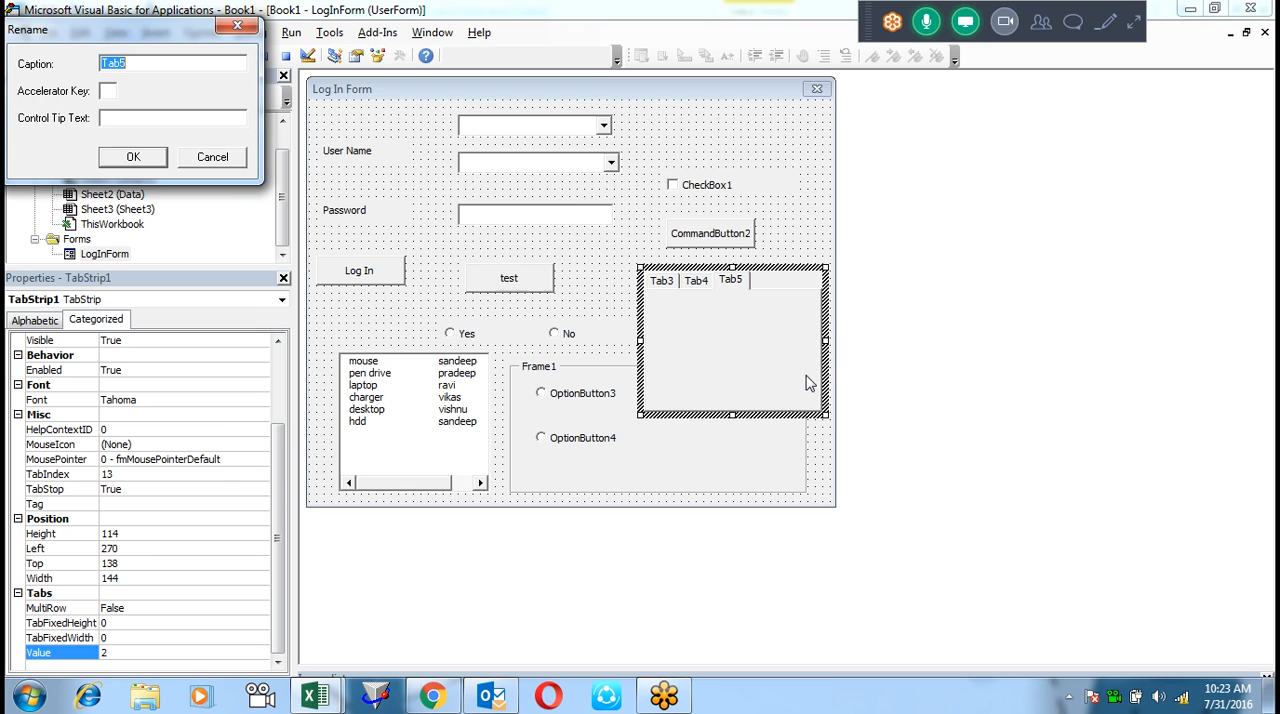 Microsoft Visual Basic for Applications - Book1 - [Book1 - LogInForm (UserForm)]
Rename
Run Tools Add-Ins Window Help
Caption: Tab5
Accelerator Key:
Control Tip Text:
OK Cancel
Sheet2 (Data)
Sheet3 (Sheet3)
ThisWorkbook
Forms
LogInForm
Properties - TabStrip1
TabStrip1 TabStrip
Alphabetic Categorized
Visible True
Behavior
Enabled True
Font
Font Tahoma
Misc
HelpContextID 0
MouseIcon (None)
MousePointer 0 - fmMousePointerDefault
TabIndex 13
TabStop True
Tag
Position
Height 114
Left 270
Top 138
Width 144
Tabs
MultiRow False
TabFixedHeight 0
TabFixedWidth 0
Value 2
Log In Form
User Name
CheckBox1
Password
CommandButton2
Log In test
Tab3 Tab4 Tab5
Yes No
mouse sandeep
pen drive pradeep
laptop ravi
charger vikas
desktop vishnu
hdd sandeep
Frame1
OptionButton3
OptionButton4
10:23 AM
7/31/2016